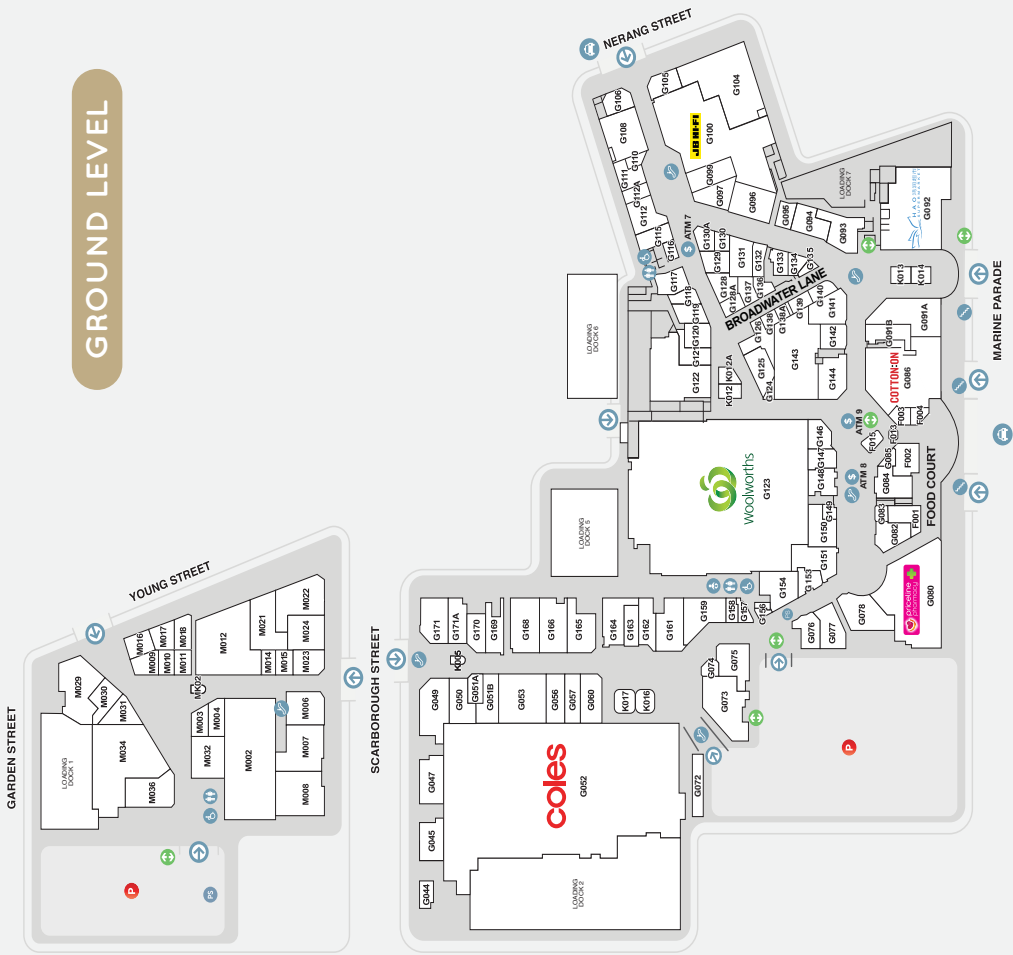 GROUND LEVEL
NERANG STREET
G105
G104
G106
G108
JB HI-FI
G100
G110
G111
G112A
G112
G099
G097
G096
LOADING
DOCK 7
HAO
SUPERMARKET
G092
G115
G116
ATM 7
G130A
G130
G129
G131
G132
G133
G134
G135
G095
G094
G093
G117
G118
G119
G120
G121
G122
G128
G128A
G137
G136
BROADWATER LANE
G126
G138
G138A
G139
G140
G141
G142
G143
G144
G125
G124
K012
K012A
K013
K014
MARINE PARADE
LOADING
DOCK 6
G091A
G091B
COTTON:ON
G086
F003
F004
F013
F015
ATM 9
ATM 8
G085
G084
F002
G083
G082
F001
FOOD COURT
Woolworths
G123
G146
G147
G148
G149
G150
G151
G153
G154
G156
G157
G158
G159
LOADING
DOCK 5
priceline
pharmacy
G080
G078
G077
G076
PS
G075
G074
G073
G072
P
G171
G171A
G170
G169
G168
G166
G165
G164
G163
G162
G161
K005
G049
G050
G051A
G051B
G053
G056
G057
G060
K017
K016
G047
G045
G044
coles
G052
LOADING
DOCK 2
SCARBOROUGH STREET
YOUNG STREET
GARDEN STREET
M016
M009
M017
M010
M018
M011
M012
M021
M022
M024
M014
M015
M023
MK02
M029
M030
M031
M034
M036
LOADING
DOCK 1
M003
M004
M032
M002
M006
M007
M008
P
PS